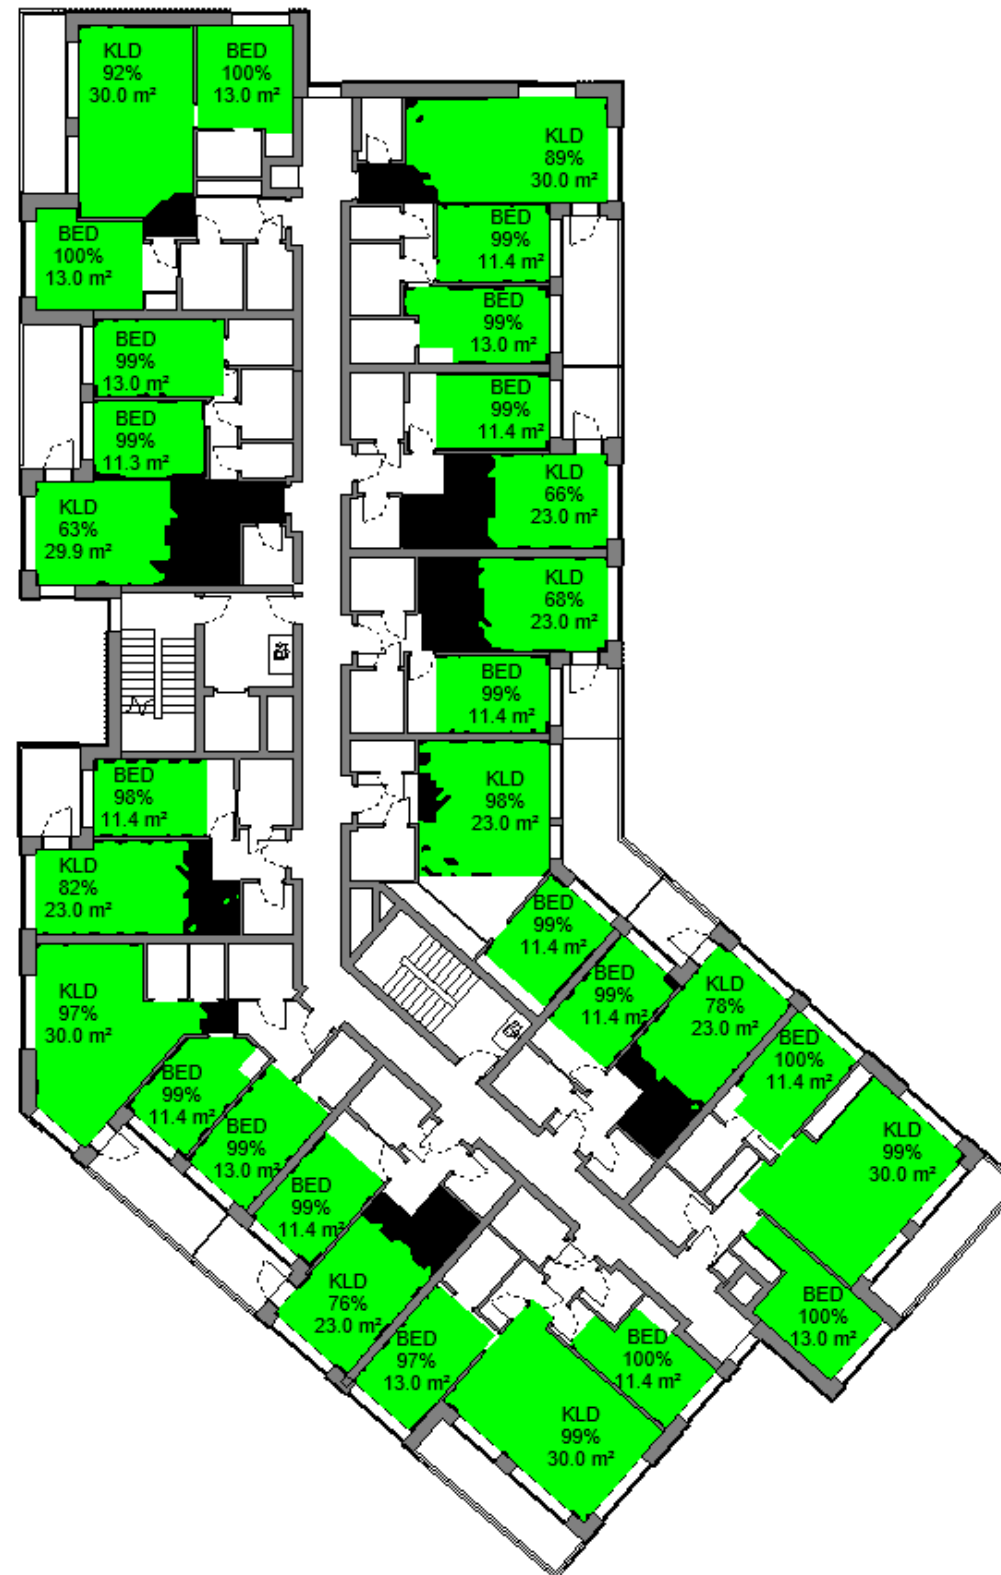 KLD
92%
30.0 m²
BED
100%
13.0 m²
KLD
89%
30.0 m²
BED
100%
13.0 m²
BED
99%
11.4 m²
BED
99%
13.0 m²
BED
99%
13.0 m²
BED
99%
11.3 m²
BED
99%
11.4 m²
KLD
66%
23.0 m²
KLD
63%
29.9 m²
KLD
68%
23.0 m²
BED
99%
11.4 m²
BED
98%
11.4 m²
KLD
98%
23.0 m²
KLD
82%
23.0 m²
BED
99%
11.4 m²
BED
99%
11.4 m²
KLD
78%
23.0 m²
KLD
97%
30.0 m²
BED
100%
11.4 m²
BED
99%
11.4 m²
BED
99%
13.0 m²
KLD
99%
30.0 m²
BED
99%
11.4 m²
KLD
76%
23.0 m²
BED
100%
13.0 m²
BED
97%
13.0 m²
BED
100%
11.4 m²
KLD
99%
30.0 m²